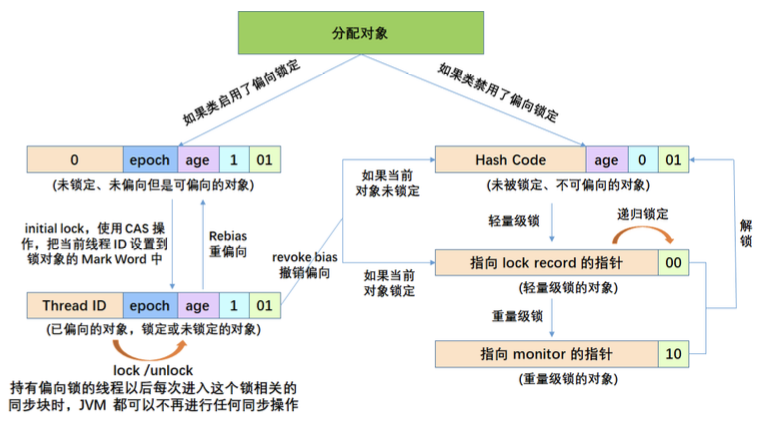 分配对象
如果类启用了偏向锁定
如果类禁用了偏向锁定
0 epoch age 1 01
(未锁定、未偏向但是可偏向的对象)
Hash Code age 0 01
(未被锁定、不可偏向的对象)
如果当前
对象未锁定
initial lock，使用 CAS 操
作，把当前线程 ID 设置到
锁对象的 Mark Word 中
Rebias
重偏向
revoke bias
撤销偏向
如果当前
对象锁定
轻量级锁
递归锁定
解
锁
指向 lock record 的指针 00
(轻量级锁的对象)
重量级锁
Thread ID epoch age 1 01
(已偏向的对象，锁定或未锁定的对象)
指向 monitor 的指针 10
(重量级锁的对象)
lock /unlock
持有偏向锁的线程以后每次进入这个锁相关的
同步块时，JVM 都可以不再进行任何同步操作